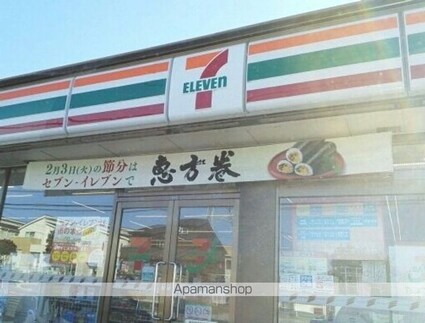 7
ELEVEn
2月3日(火)の節分は
セブン-イレブンで
恵方巻
Apamanshop